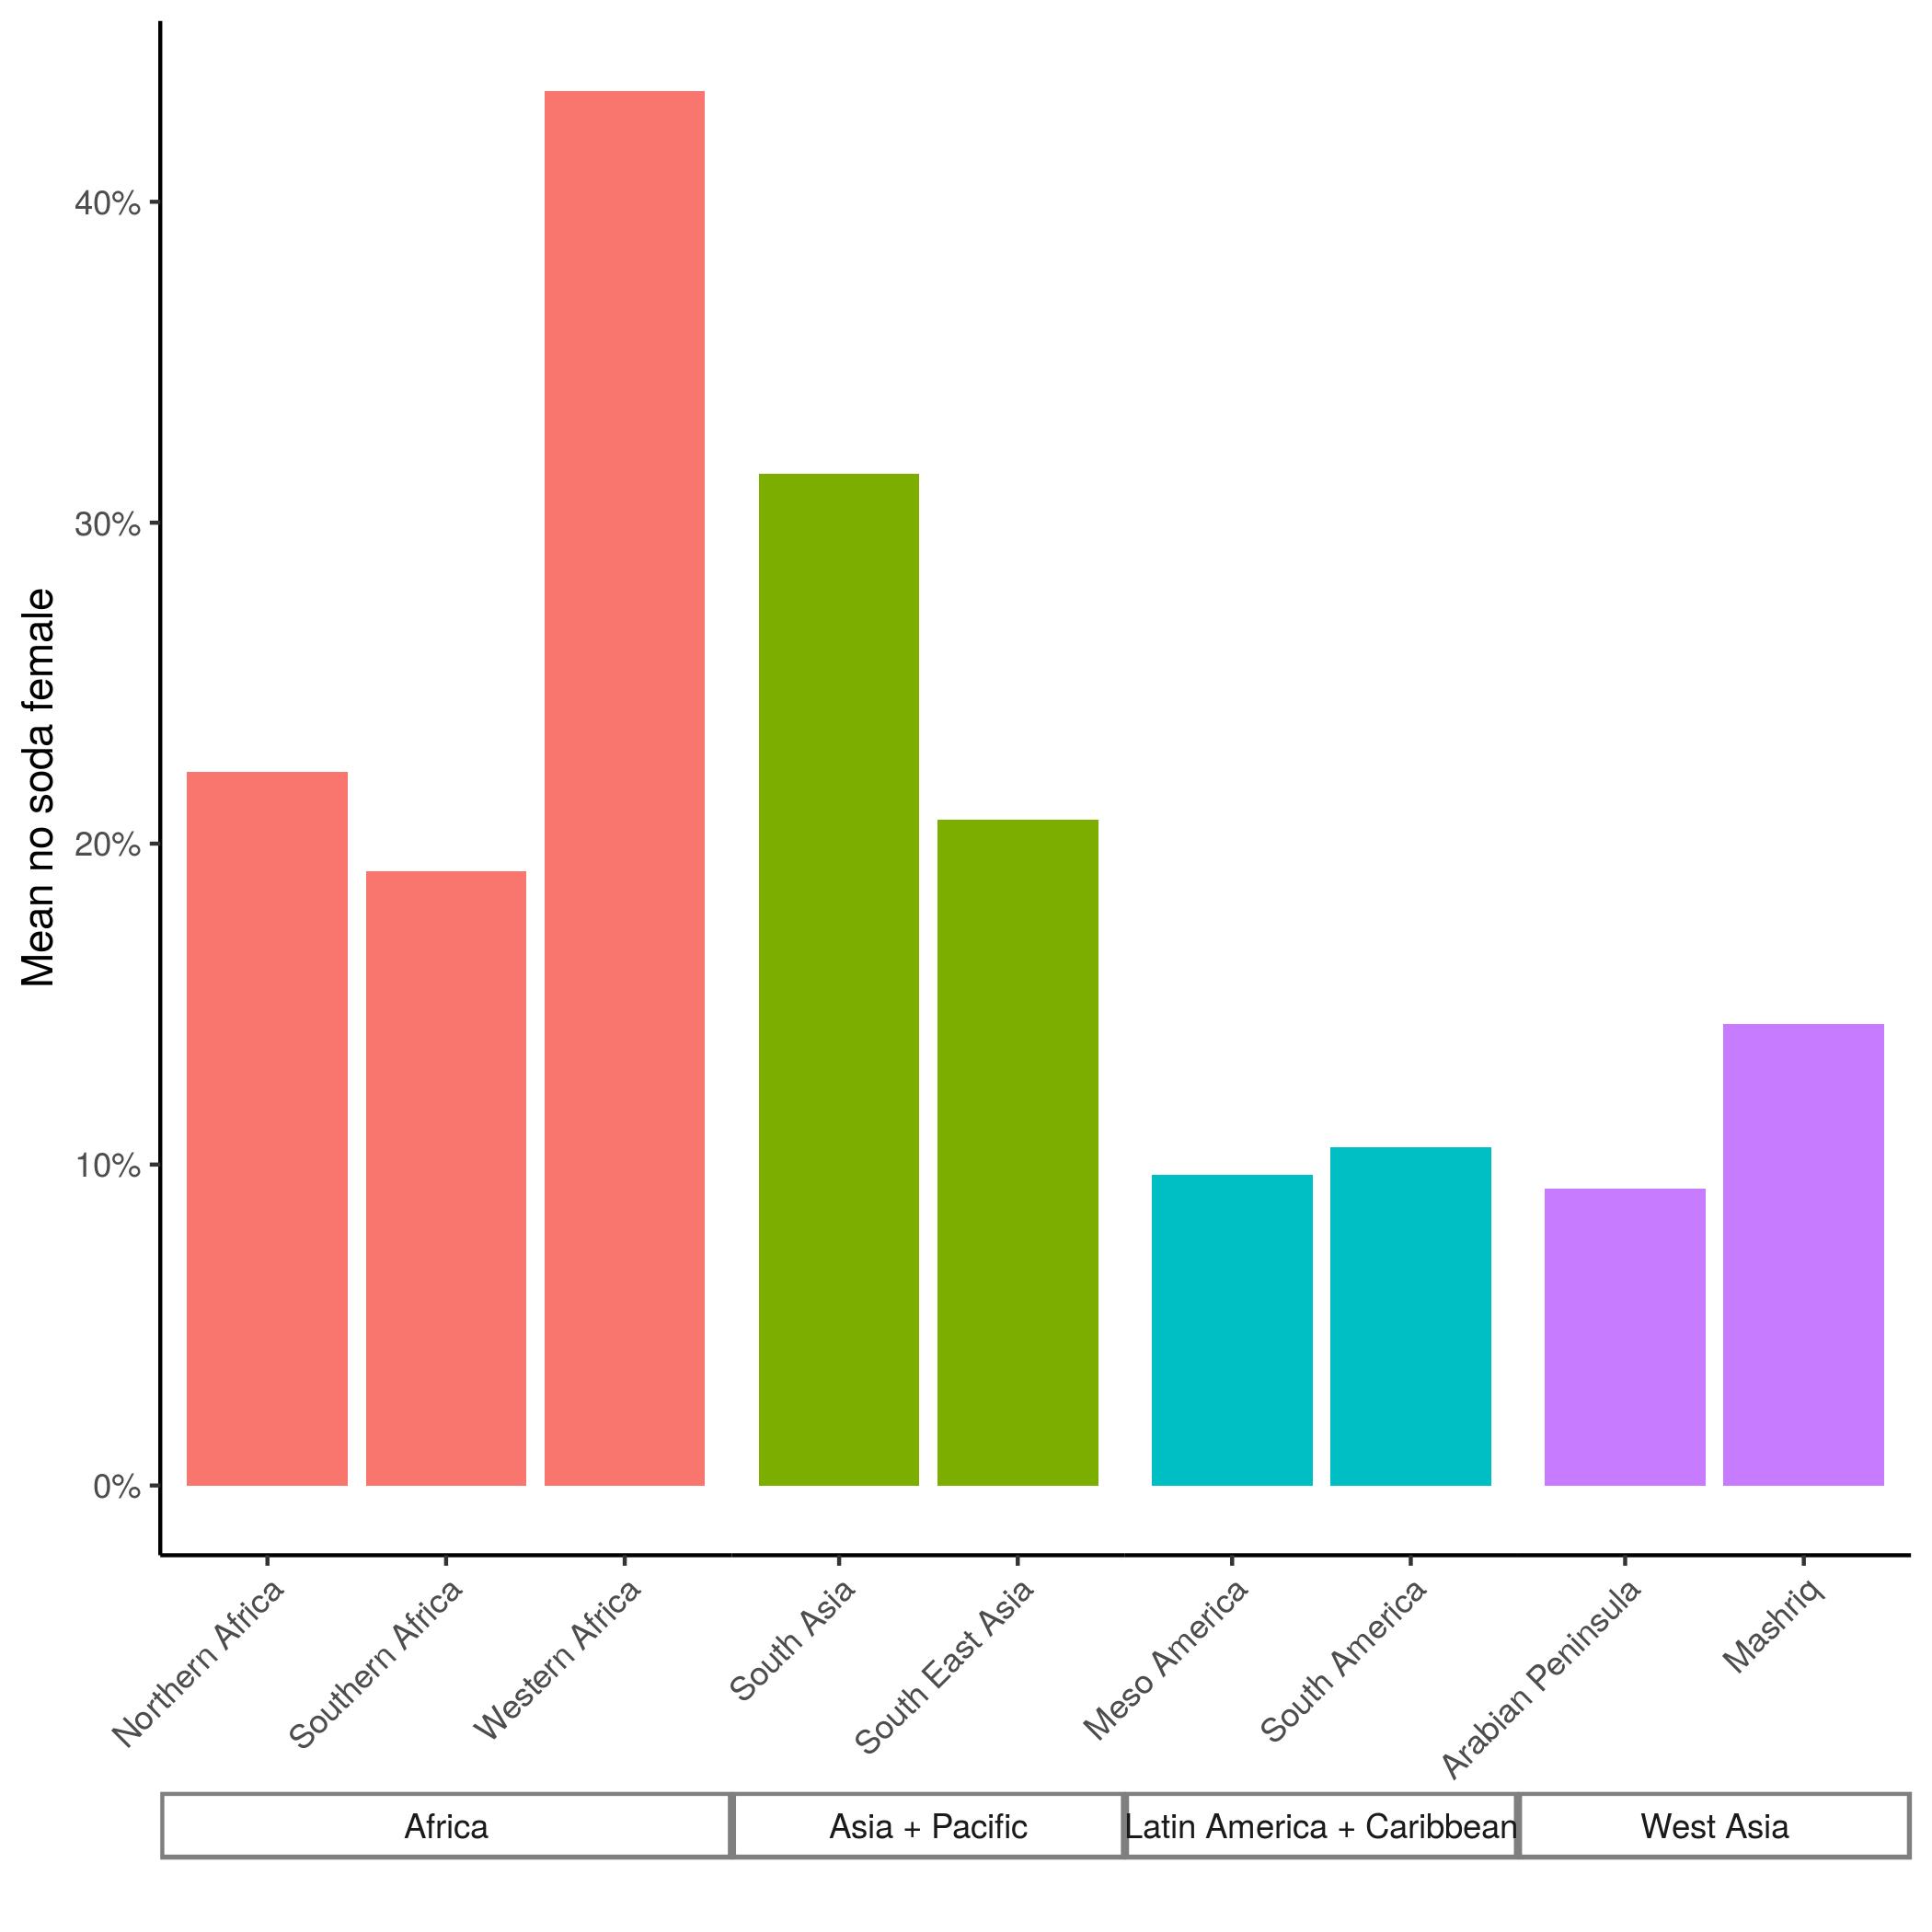 Mean no soda female
40%
30%
20%
10%
0%
Northern Africa
Southern Africa
Western Africa
South Asia
South East Asia
Meso America
South America
Arabian Peninsula
Mashriq
Africa
Asia + Pacific
Latin America + Caribbean
West Asia